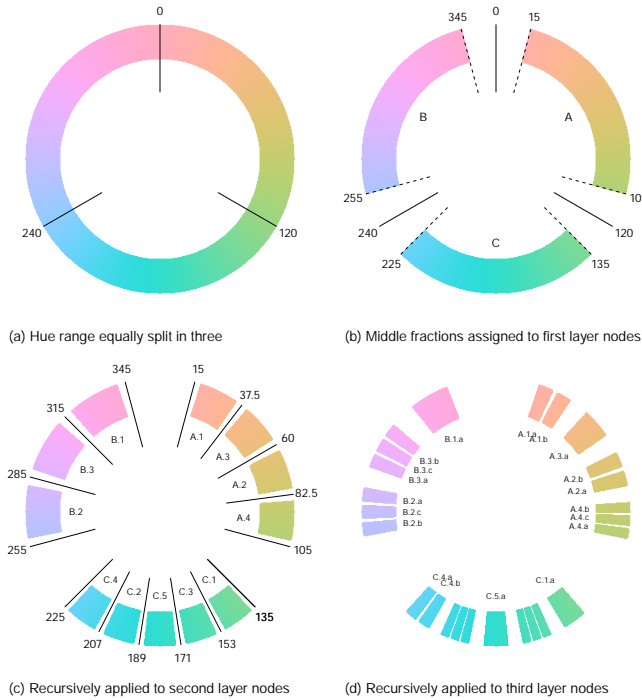 0
240
120
(a) Hue range equally split in three
0
345
15
B
A
255
10
240
120
C
225
135
(b) Middle fractions assigned to first layer nodes
345
15
315
37.5
B.1
A.1
60
A.3
B.3
A.2
285
82.5
B.2
A.4
255
105
C.4
C.2
C.5
C.3
C.1
225
135
207
153
189
171
(c) Recursively applied to second layer nodes
B.1.a
A.1.a
A.1.b
A.3.a
B.3.b
B.3.c
B.3.a
A.2.b
A.2.a
B.2.a
B.2.c
B.2.b
A.4.b
A.4.c
A.4.a
C.4.a
C.4.b
C.1.a
C.5.a
(d) Recursively applied to third layer nodes